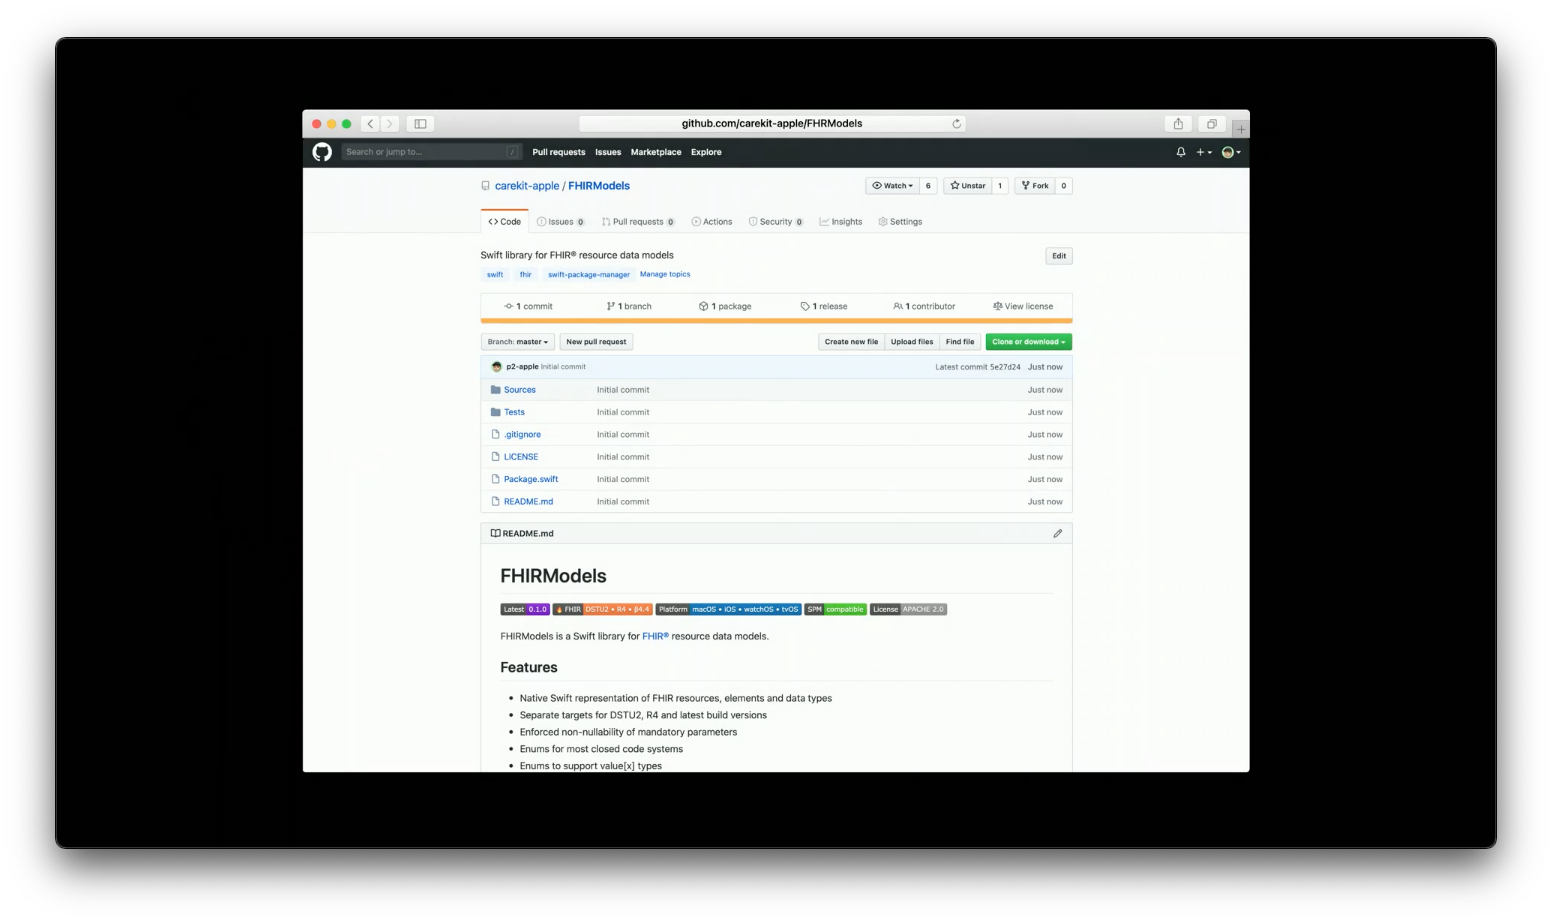 github.com/carekit-apple/FHRModels
Search or jump to... /
Pull requests Issues Marketplace Explore
carekit-apple / FHIRModels
Watch 6 Unstar 1 Fork 0
Code Issues 0 Pull requests 0 Actions Security 0 Insights Settings
Swift library for FHIR® resource data models
Edit
swift fhir swift-package-manager Manage topics
1 commit 1 branch 1 package 1 release 1 contributor View license
Branch: master New pull request Create new file Upload files Find file Clone or download
p2-apple Initial commit Latest commit 5e27d24 Just now
Sources Initial commit Just now
Tests Initial commit Just now
.gitignore Initial commit Just now
LICENSE Initial commit Just now
Package.swift Initial commit Just now
README.md Initial commit Just now
README.md
FHIRModels
Latest 0.1.0 FHIR DSTU2 • R4 • β4.4 Platform macOS • iOS • watchOS • tvOS SPM compatible License APACHE 2.0
FHIRModels is a Swift library for FHIR® resource data models.
Features
• Native Swift representation of FHIR resources, elements and data types
• Separate targets for DSTU2, R4 and latest build versions
• Enforced non-nullability of mandatory parameters
• Enums for most closed code systems
• Enums to support value[x] types